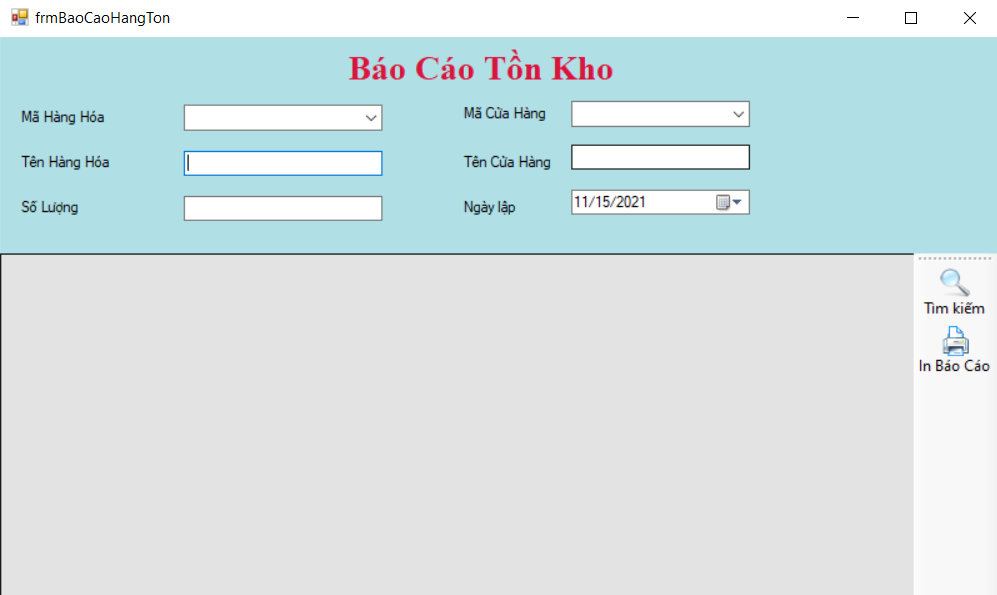 frmBaoCaoHangTon
Báo Cáo Tồn Kho
Mã Hàng Hóa
Mã Cửa Hàng
Tên Hàng Hóa
Tên Cửa Hàng
Số Lượng
Ngày lập
11/15/2021
Tìm kiếm
In Báo Cáo